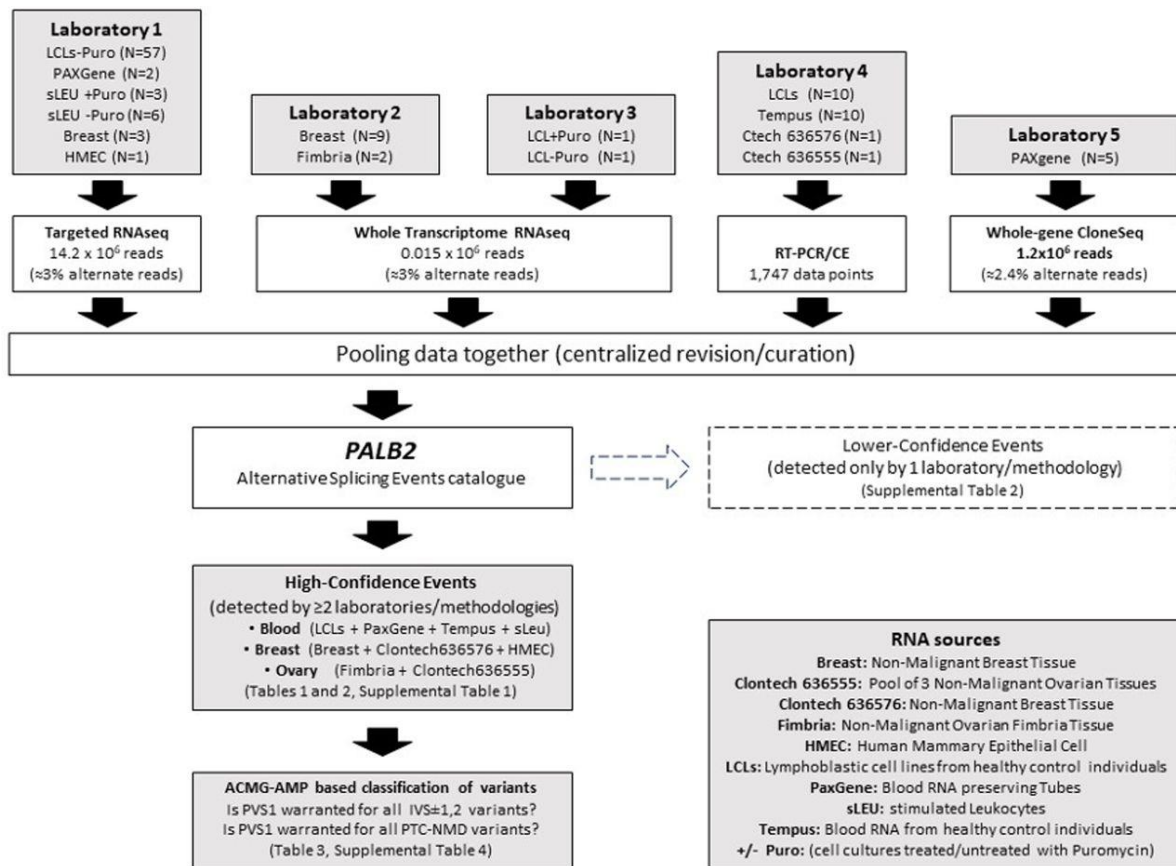 Laboratory 1
LCLs-Puro (N=57)
PAXGene (N=2)
sLEU +Puro (N=3)
sLEU -Puro (N=6)
Breast (N=3)
HMEC (N=1)
Laboratory 2
Breast (N=9)
Fimbria (N=2)
Laboratory 3
LCL+Puro (N=1)
LCL-Puro (N=1)
Laboratory 4
LCLs (N=10)
Tempus (N=10)
Ctech 636576 (N=1)
Ctech 636555 (N=1)
Laboratory 5
PAXgene (N=5)
Targeted RNAseq
14.2 x 10⁶ reads
(≈3% alternate reads)
Whole Transcriptome RNAseq
0.015 x 10⁶ reads
(≈3% alternate reads)
RT-PCR/CE
1,747 data points
Whole-gene CloneSeq
1.2x10⁶ reads
(≈2.4% alternate reads)
Pooling data together (centralized revision/curation)
PALB2
Alternative Splicing Events catalogue
Lower-Confidence Events
(detected only by 1 laboratory/methodology)
(Supplemental Table 2)
High-Confidence Events
(detected by ≥2 laboratories/methodologies)
• Blood (LCLs + PaxGene + Tempus + sLeu)
• Breast (Breast + Clontech636576 + HMEC)
• Ovary (Fimbria + Clontech636555)
(Tables 1 and 2, Supplemental Table 1)
ACMG-AMP based classification of variants
Is PVS1 warranted for all IVS±1,2 variants?
Is PVS1 warranted for all PTC-NMD variants?
(Table 3, Supplemental Table 4)
RNA sources
Breast: Non-Malignant Breast Tissue
Clontech 636555: Pool of 3 Non-Malignant Ovarian Tissues
Clontech 636576: Non-Malignant Breast Tissue
Fimbria: Non-Malignant Ovarian Fimbria Tissue
HMEC: Human Mammary Epithelial Cell
LCLs: Lymphoblastic cell lines from healthy control individuals
PaxGene: Blood RNA preserving Tubes
sLEU: stimulated Leukocytes
Tempus: Blood RNA from healthy control individuals
+/- Puro: (cell cultures treated/untreated with Puromycin)